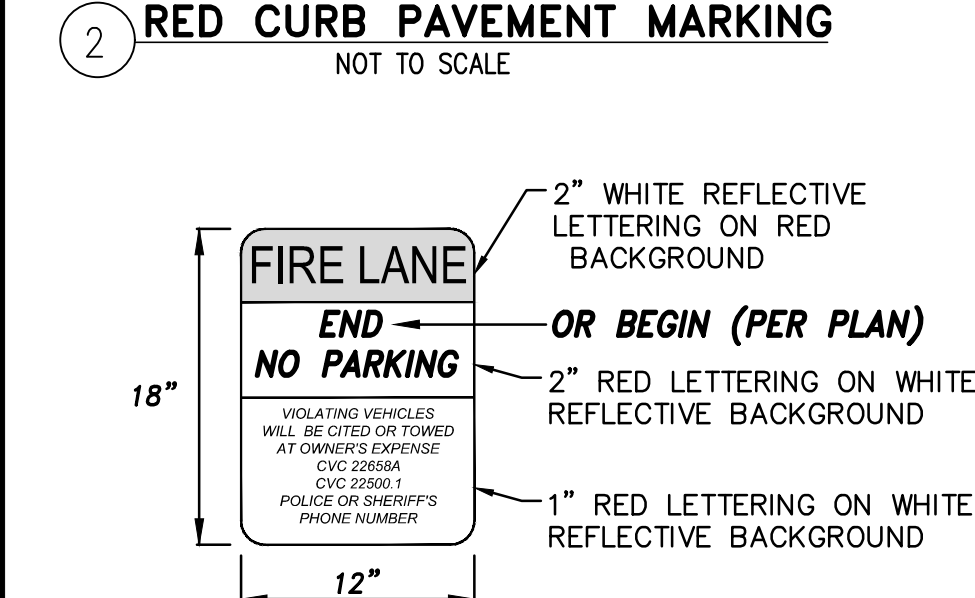 2
RED CURB PAVEMENT MARKING
NOT TO SCALE
2" WHITE REFLECTIVE
LETTERING ON RED
BACKGROUND
FIRE LANE
END
OR BEGIN (PER PLAN)
NO PARKING
2" RED LETTERING ON WHITE
REFLECTIVE BACKGROUND
18"
VIOLATING VEHICLES
WILL BE CITED OR TOWED
AT OWNER'S EXPENSE
CVC 22658A
CVC 22500.1
POLICE OR SHERIFF'S
PHONE NUMBER
1" RED LETTERING ON WHITE
REFLECTIVE BACKGROUND
12"